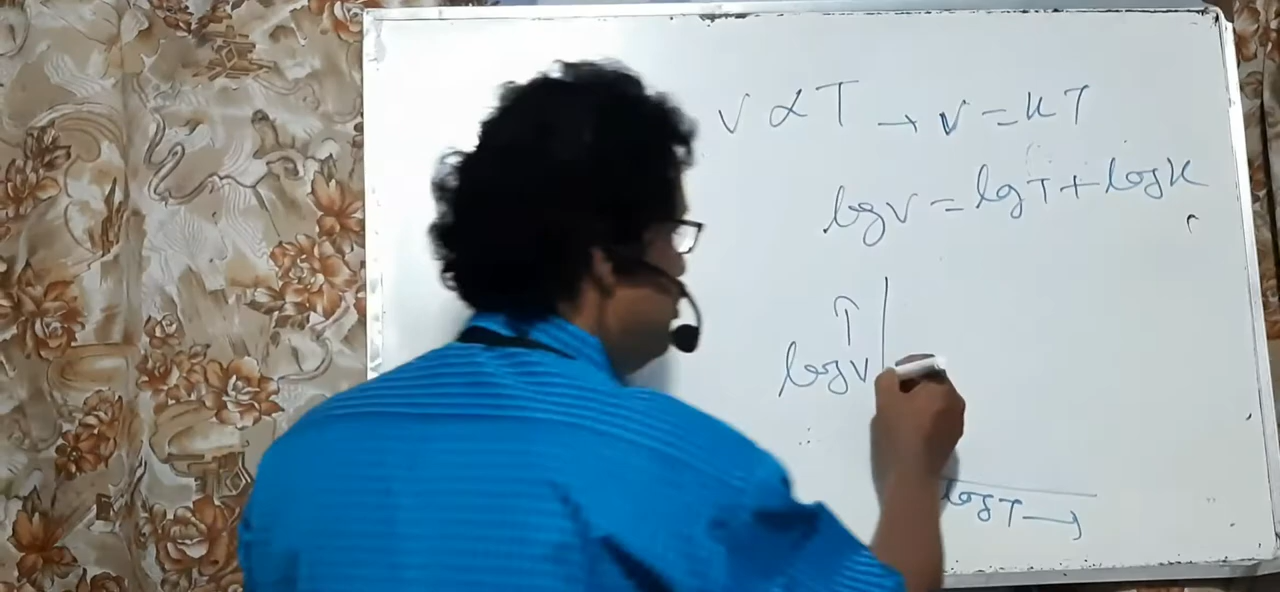 V ∝ T → V = KT
log V = log T + log K
↑
log V
log T →